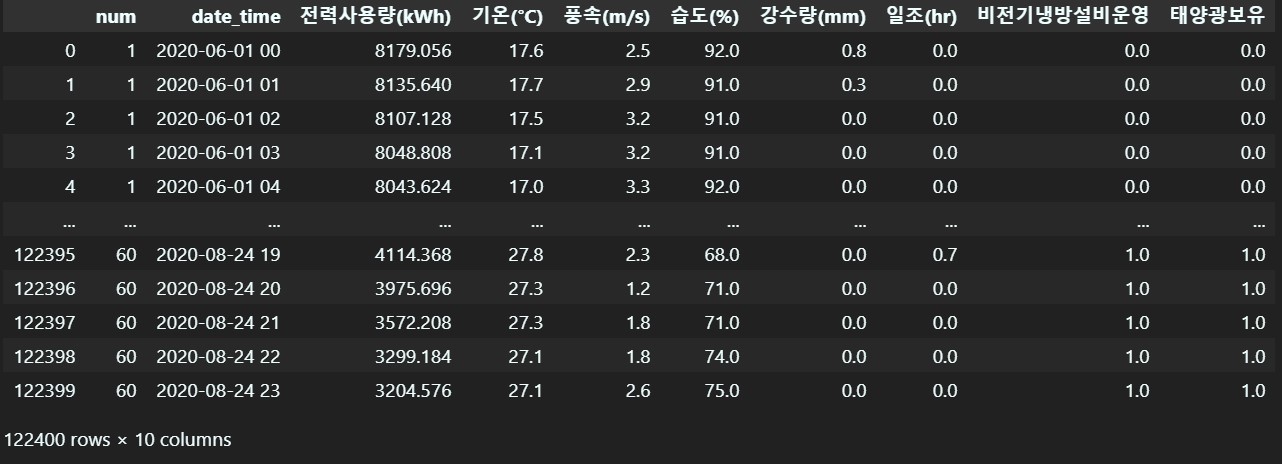 num date_time 전력사용량(kWh) 기온(°C) 풍속(m/s) 습도(%) 강수량(mm) 일조(hr) 비전기냉방설비운영 태양광보유
0 1 2020-06-01 00 8179.056 17.6 2.5 92.0 0.8 0.0 0.0 0.0
1 1 2020-06-01 01 8135.640 17.7 2.9 91.0 0.3 0.0 0.0 0.0
2 1 2020-06-01 02 8107.128 17.5 3.2 91.0 0.0 0.0 0.0 0.0
3 1 2020-06-01 03 8048.808 17.1 3.2 91.0 0.0 0.0 0.0 0.0
4 1 2020-06-01 04 8043.624 17.0 3.3 92.0 0.0 0.0 0.0 0.0
... ... ... ... ... ... ... ... ... ... ...
122395 60 2020-08-24 19 4114.368 27.8 2.3 68.0 0.0 0.7 1.0 1.0
122396 60 2020-08-24 20 3975.696 27.3 1.2 71.0 0.0 0.0 1.0 1.0
122397 60 2020-08-24 21 3572.208 27.3 1.8 71.0 0.0 0.0 1.0 1.0
122398 60 2020-08-24 22 3299.184 27.1 1.8 74.0 0.0 0.0 1.0 1.0
122399 60 2020-08-24 23 3204.576 27.1 2.6 75.0 0.0 0.0 1.0 1.0
122400 rows × 10 columns